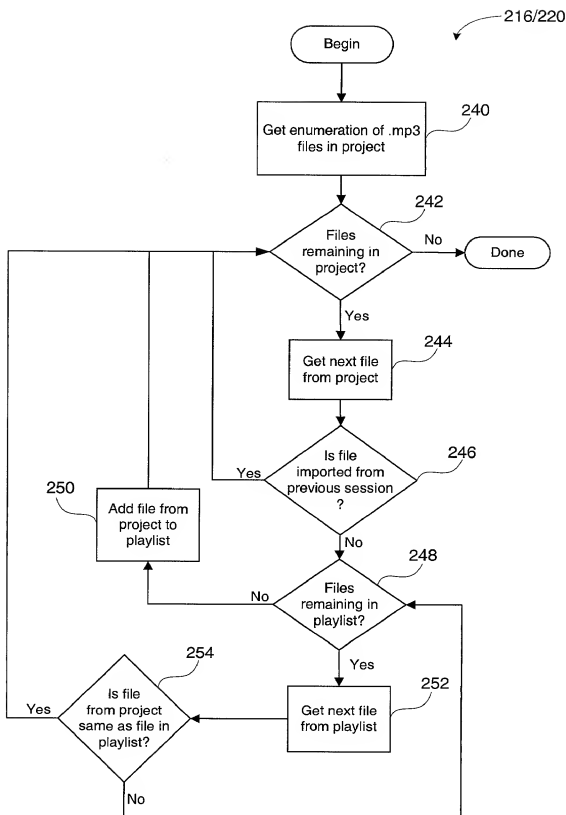 216/220
Begin
240
Get enumeration of .mp3
files in project
242
Files
remaining in
project?
No
Done
Yes
244
Get next file
from project
246
Is file
imported from
previous session
?
Yes
250
Add file from
project to
playlist
No
248
Files
remaining in
playlist?
No
Yes
254
252
Is file
from project
same as file in
playlist?
Yes
Get next file
from playlist
No